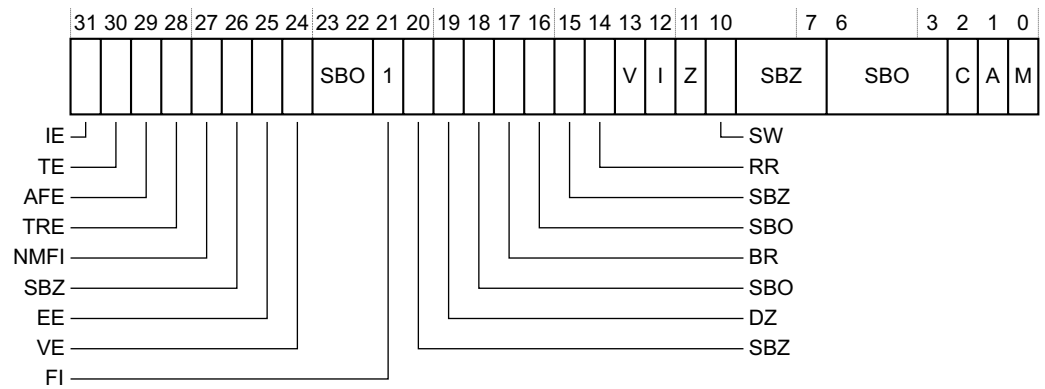 31 30 29 28 27 26 25 24 23 22 21 20 19 18 17 16 15 14 13 12 11 10 7 6 3 2 1 0
SBO 1 V I Z SBZ SBO C A M
IE SW
TE RR
AFE SBZ
TRE SBO
NMFI BR
SBZ SBO
EE DZ
VE SBZ
FI